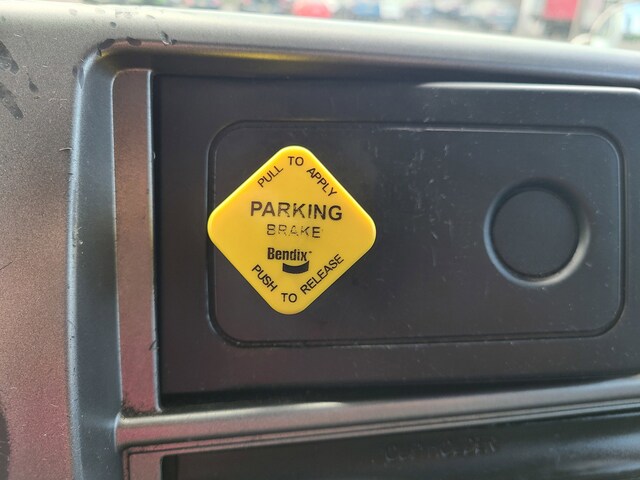 PULL TO APPLY
PARKING
BRAKE
Bendix
PUSH TO RELEASE